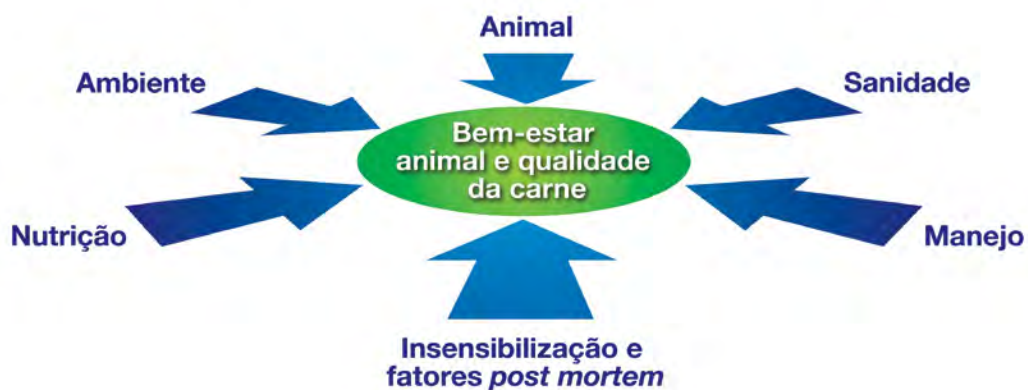 Animal
Ambiente
Sanidade
Bem-estar
animal e qualidade
da carne
Nutrição
Manejo
Insensibilização e
fatores post mortem